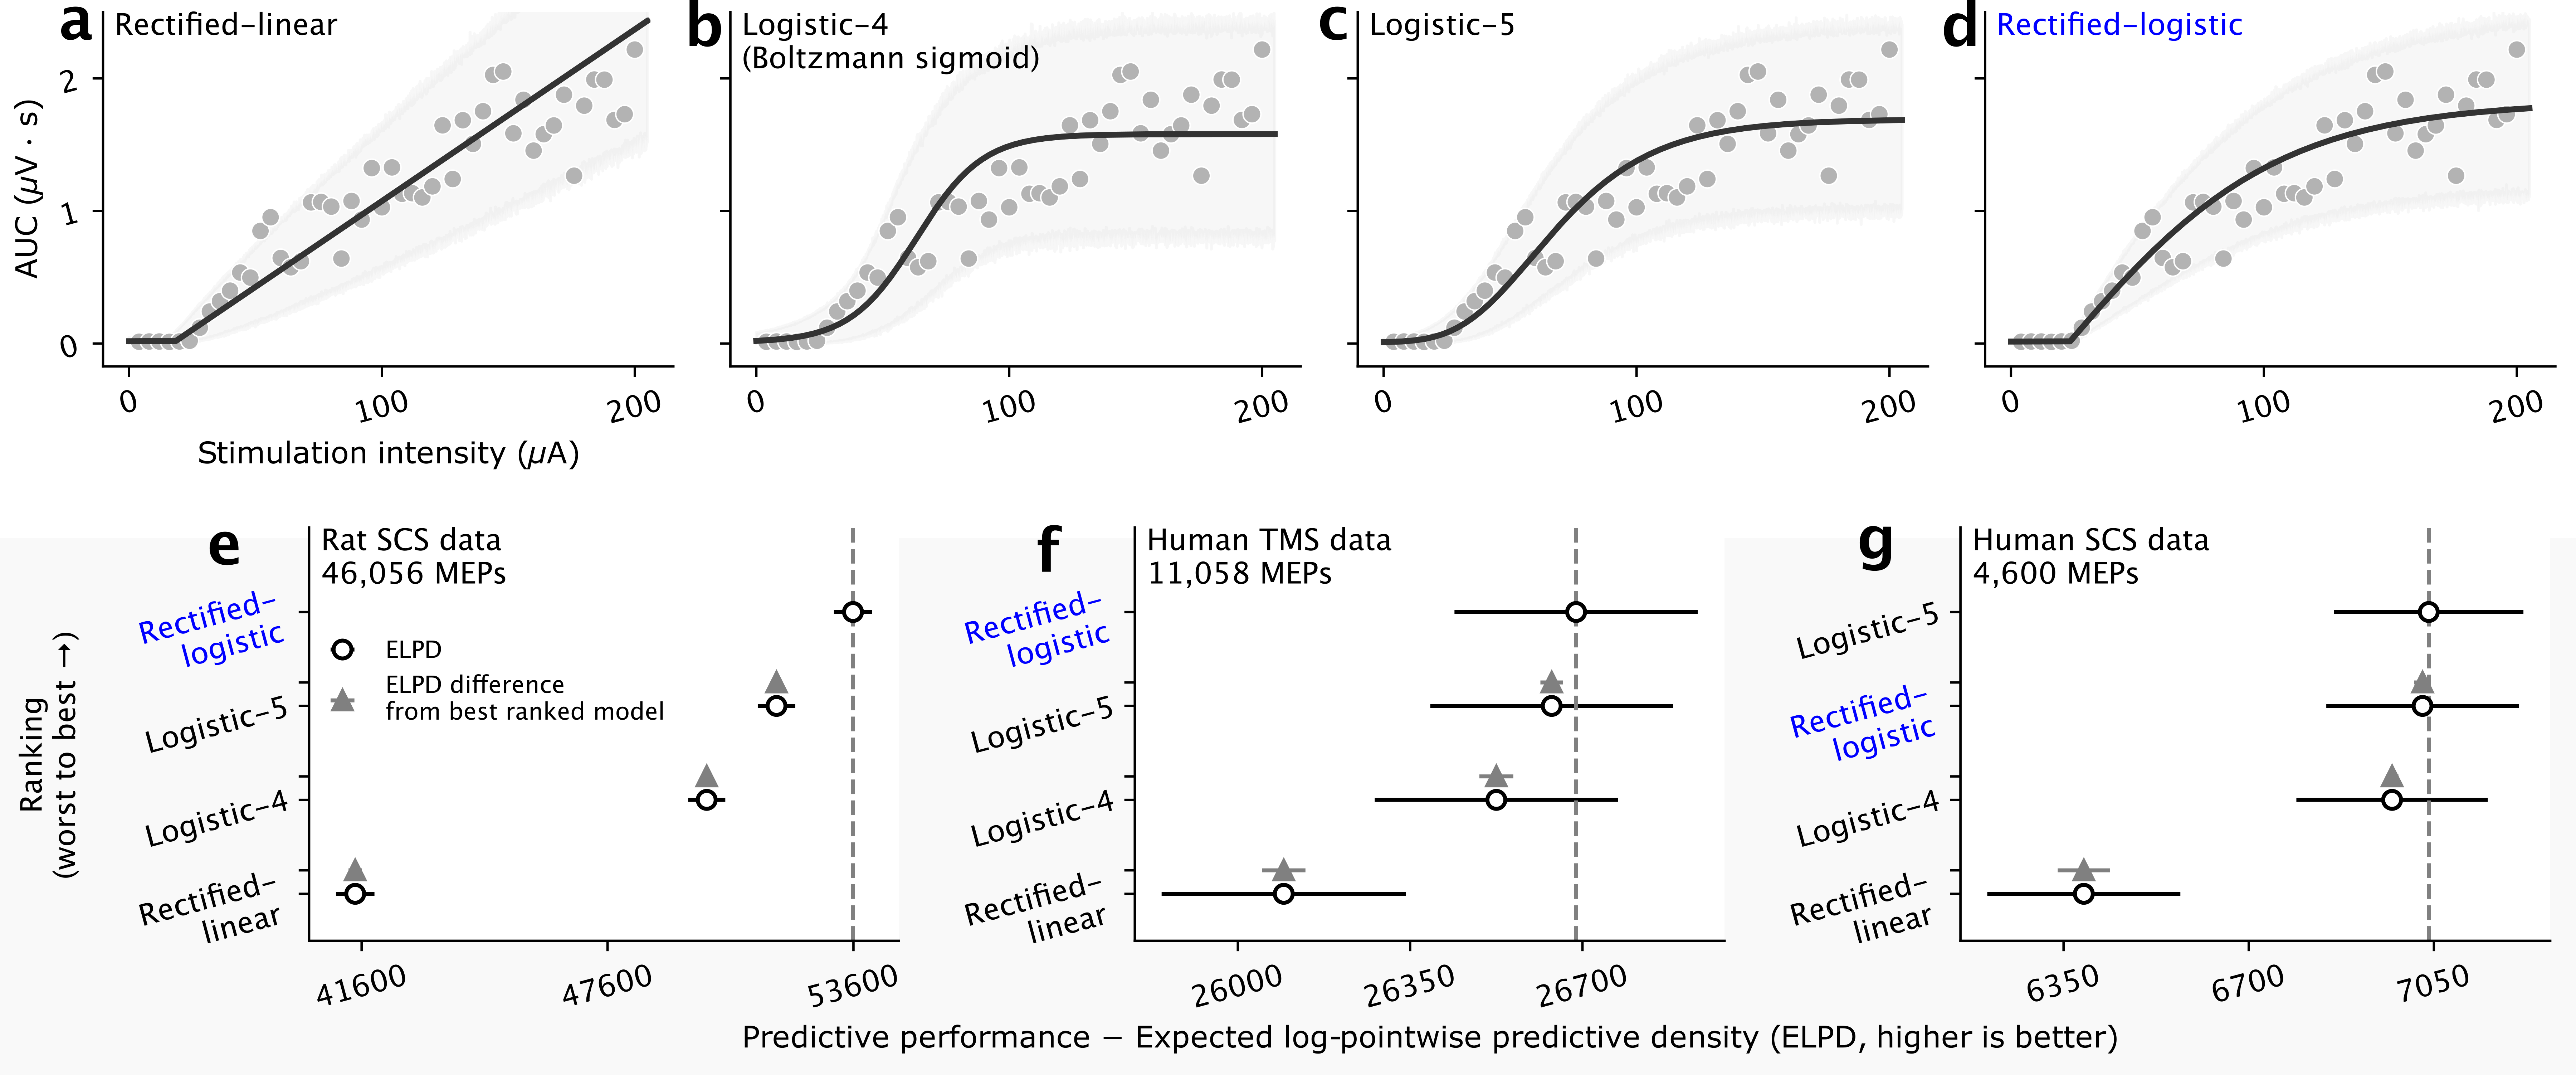 a
Rectified–linear
AUC (μV · s)
2
1
0
0
100
200
Stimulation intensity (μA)
b
Logistic–4
(Boltzmann sigmoid)
0
100
200
c
Logistic–5
0
100
200
d
Rectified–logistic
0
100
200
Ranking
(worst to best →)
e
Rat SCS data
46,056 MEPs
ELPD
ELPD difference
from best ranked model
Rectified–
logistic
Logistic–5
Logistic–4
Rectified–
linear
41600
47600
53600
f
Human TMS data
11,058 MEPs
Rectified–
logistic
Logistic–5
Logistic–4
Rectified–
linear
26000
26350
26700
g
Human SCS data
4,600 MEPs
Logistic–5
Rectified–
logistic
Logistic–4
Rectified–
linear
6350
6700
7050
Predictive performance − Expected log-pointwise predictive density (ELPD, higher is better)